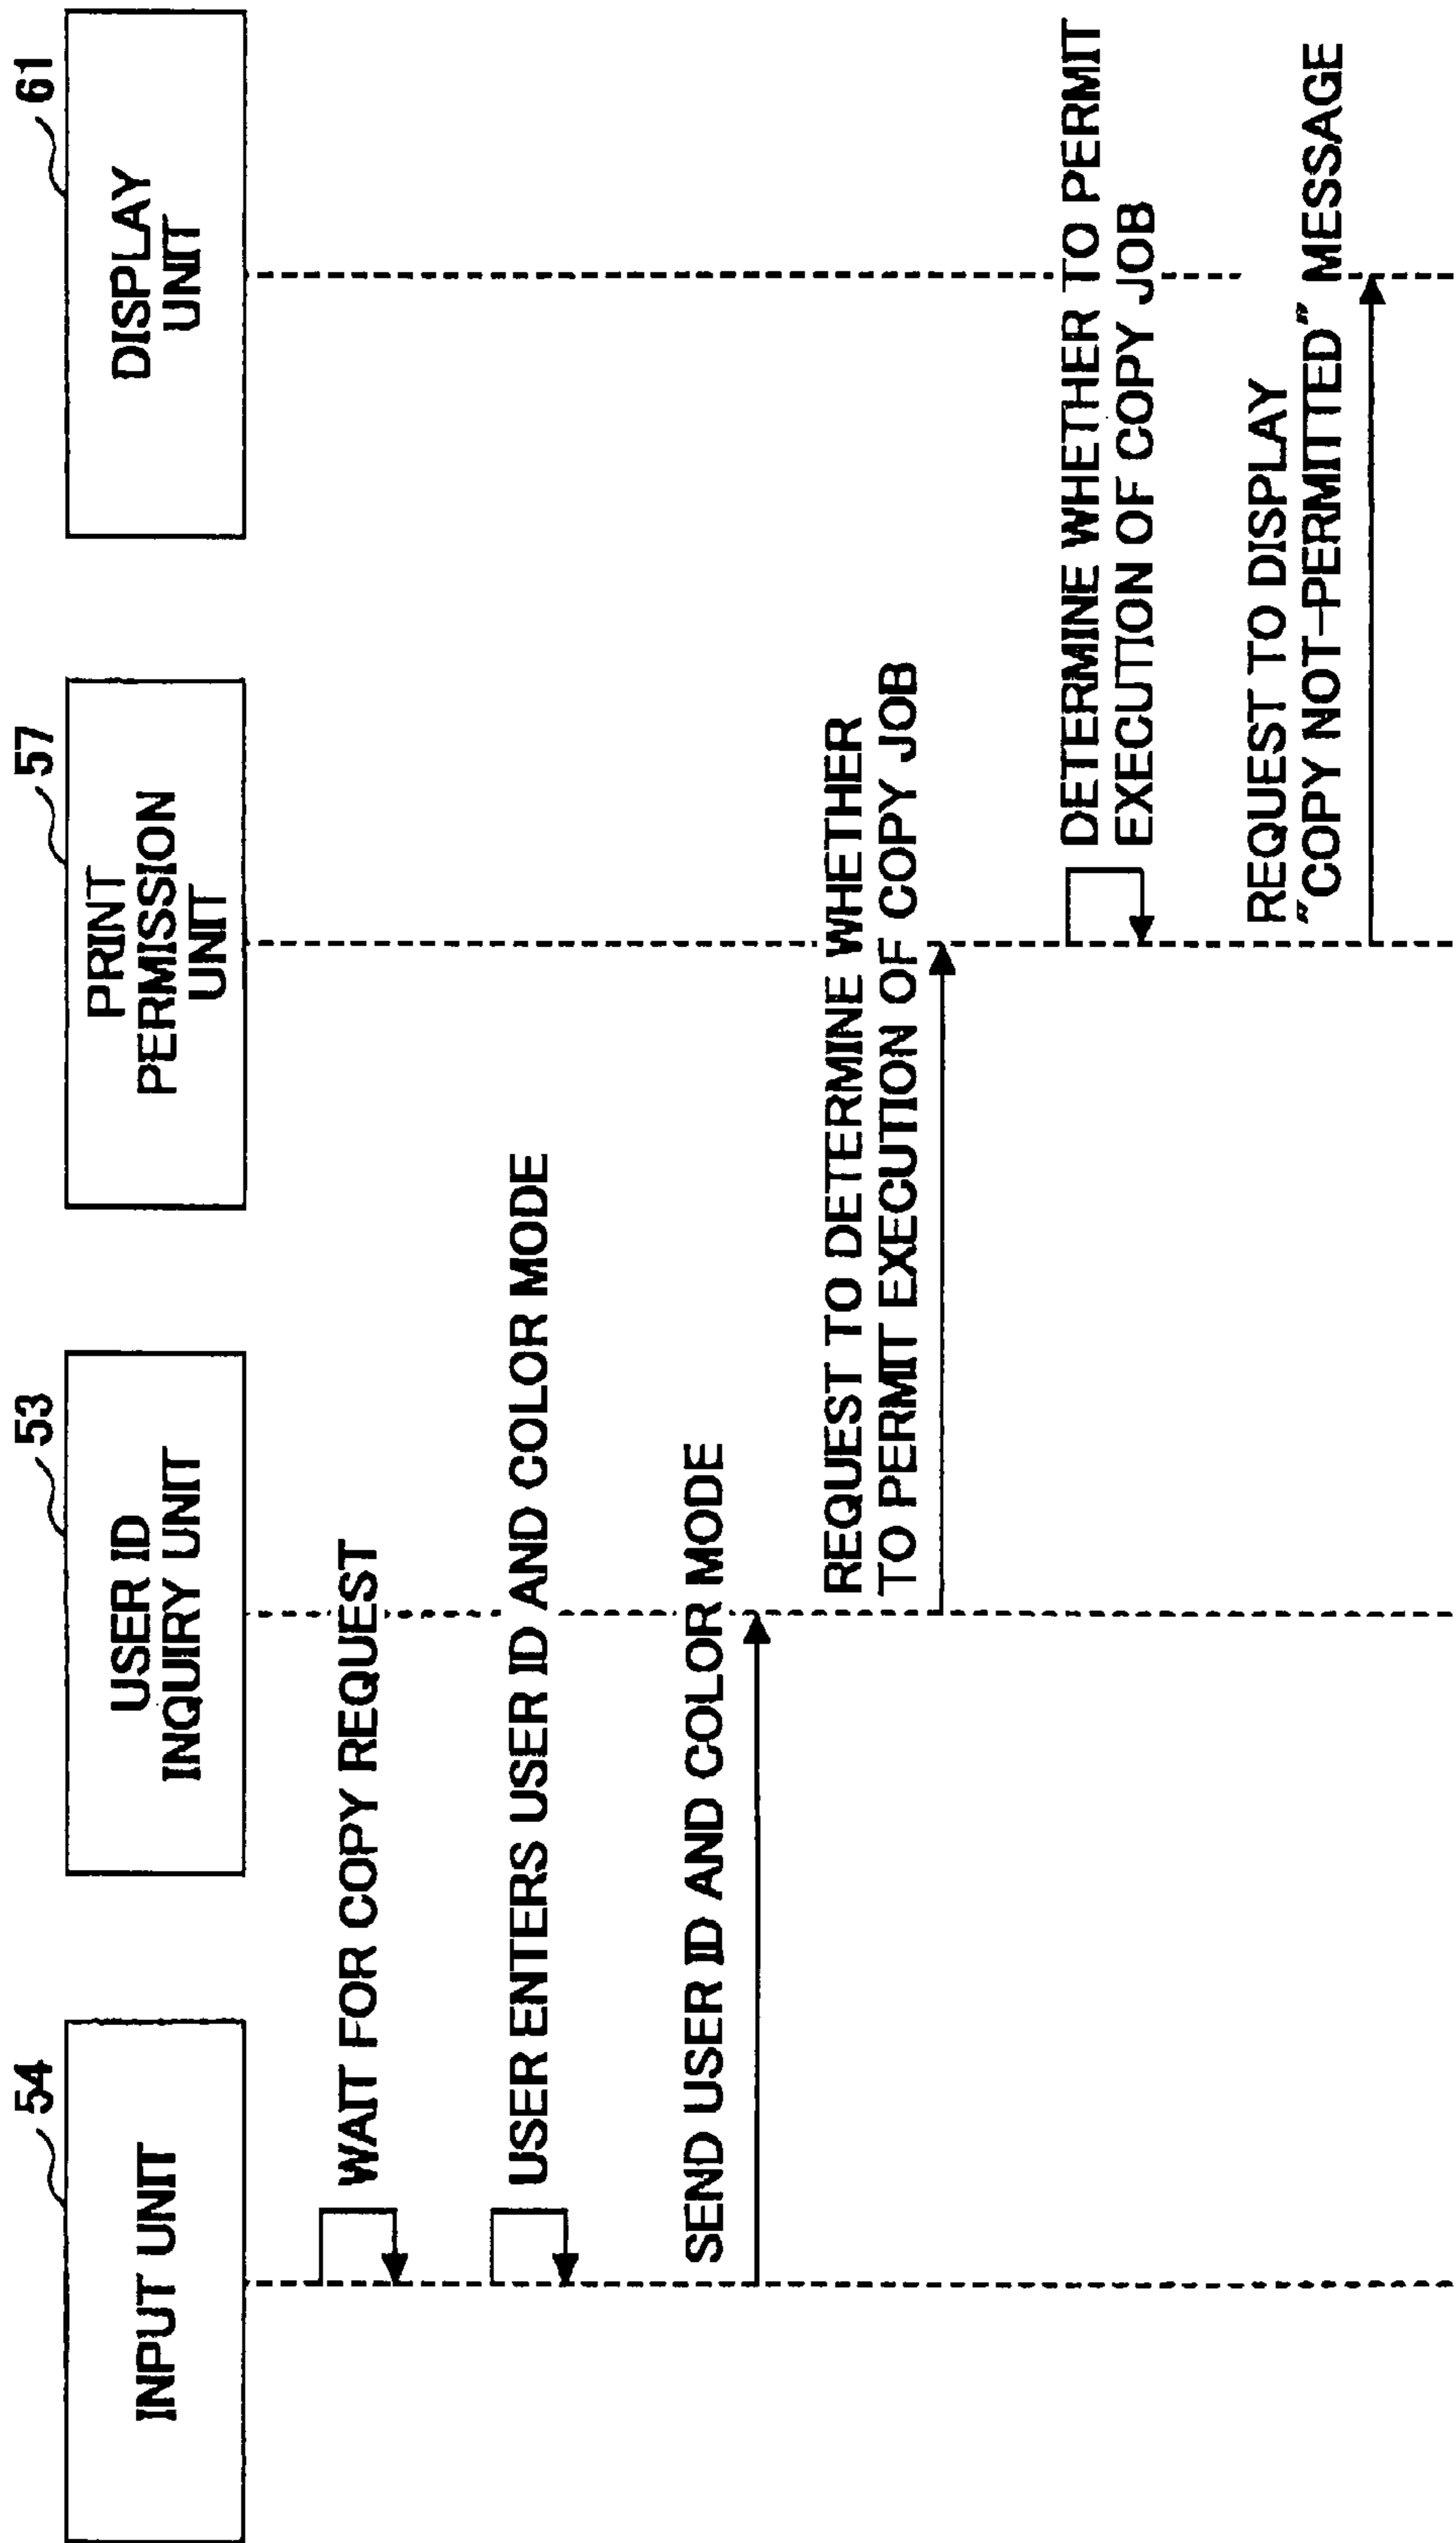 54
INPUT UNIT
53
USER ID
INQUIRY UNIT
57
PRINT
PERMISSION
UNIT
61
DISPLAY
UNIT
WAIT FOR COPY REQUEST
USER ENTERS USER ID AND COLOR MODE
SEND USER ID AND COLOR MODE
REQUEST TO DETERMINE WHETHER
TO PERMIT EXECUTION OF COPY JOB
DETERMINE WHETHER TO PERMIT
EXECUTION OF COPY JOB
REQUEST TO DISPLAY
"COPY NOT-PERMITTED" MESSAGE